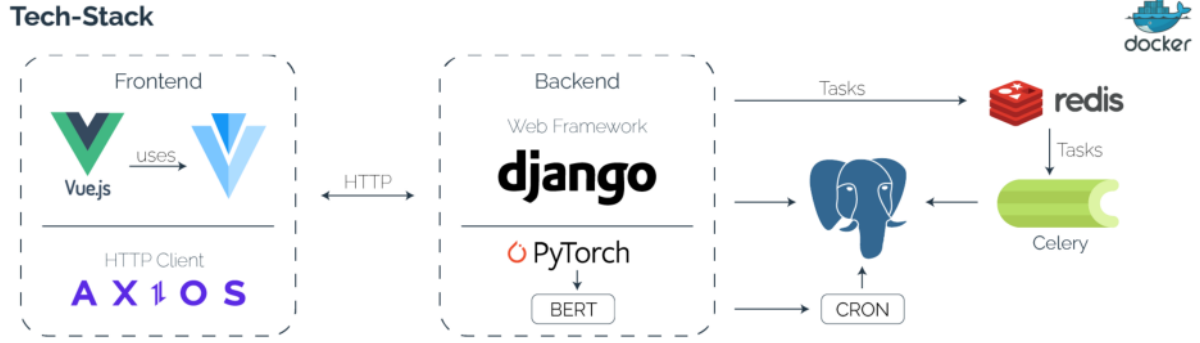 Tech-Stack
docker
Frontend
Vue.js
uses
HTTP Client
AXIOS
HTTP
Backend
Web Framework
django
PyTorch
BERT
Tasks
redis
Tasks
Celery
CRON